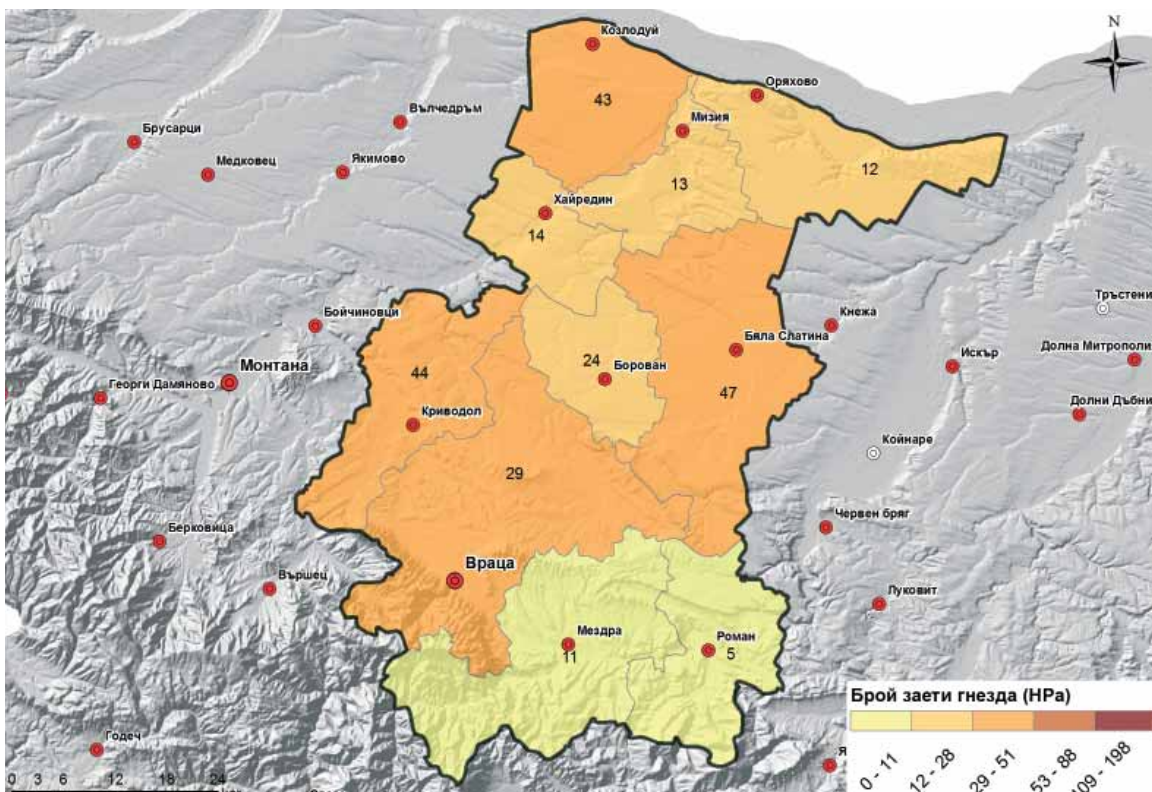 N
Козлодуй
Оряхово
43
Вълчедръм
Мизия
Брусарци
Медковец
Якимово
12
13
Хайредин
14
Тръстени
Бойчиновци
Кнежа
Бяла Слатина
Искър
Долна Митрополи
Монтана
24
Борован
44
Георги Дамяново
47
Криводол
Долни Дъбни
Койнаре
29
Червен бряг
Берковица
Враца
Вършец
Луковит
Мездра
11
Роман
5
Брой заети гнезда (HPa)
Годеч
Я
0 3 6 12 18 24
0 - 11
12 - 28
29 - 51
53 - 88
109 - 198